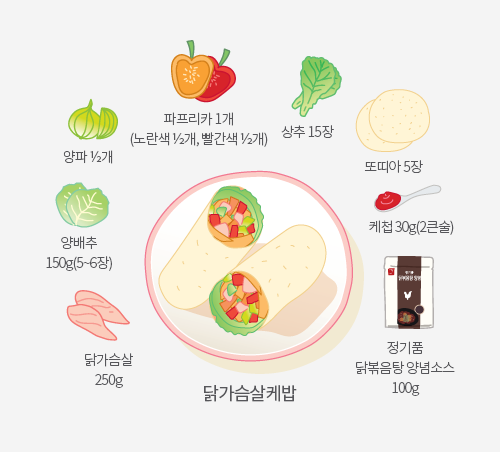 파프리카 1개
(노란색 ½개, 빨간색 ½개)
상추 15장
양파 ½개
또띠아 5장
양배추
150g(5~6장)
케첩 30g(2큰술)
닭가슴살
250g
정기품
닭볶음탕 양념소스
100g
닭가슴살케밥